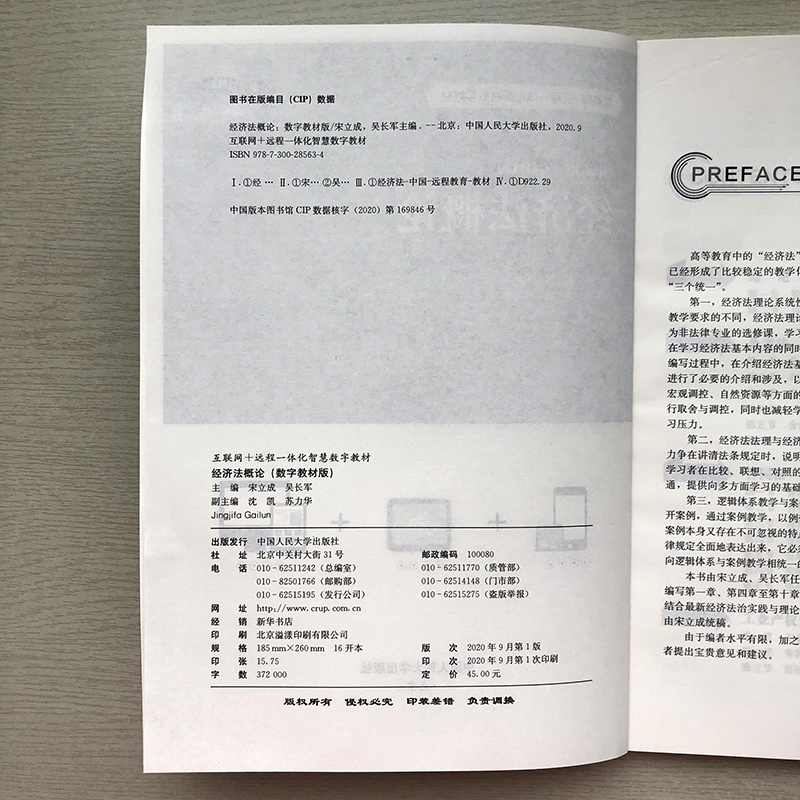 图书在版编目（CIP）数据
经济法概论：数字教材版/宋立成，吴长军主编．--北京：中国人民大学出版社，2020.9
互联网＋远程一体化智慧数字教材
ISBN 978-7-300-28563-4
Ⅰ.①经… Ⅱ.①宋…②吴… Ⅲ.①经济法-中国-远程教育-教材 Ⅳ.①D922.29
中国版本图书馆CIP数据核字（2020）第169846号
互联网＋远程一体化智慧数字教材
经济法概论（数字教材版）
主 编 宋立成 吴长军
副主编 沈 凯 苏力华
Jingjifa Gailun
出版发行 中国人民大学出版社
社 址 北京中关村大街31号 邮政编码 100080
电 话 010－62511242（总编室） 010－62511770（质管部）
010－82501766（邮购部） 010－62514148（门市部）
010－62515195（发行公司） 010－62515275（盗版举报）
网 址 http://www.crup.com.cn
经 销 新华书店
印 刷 北京溢漾印刷有限公司
规 格 185mm×260mm 16开本 版 次 2020年9月第1版
印 张 15.75 印 次 2020年9月第1次印刷
字 数 372 000 定 价 45.00元
版权所有 侵权必究 印装差错 负责调换
PREFACE
高等教育中的“经济法”
已经形成了比较稳定的教学体
“三个统一”。
第一，经济法理论系统性
教学要求的不同，经济法理论
为非法律专业的选修课，学习
在学习经济法基本内容的同时
编写过程中，在介绍经济法基
进行了必要的介绍和涉及，以
宏观调控、自然资源等方面的
行取舍与调控，同时也减轻学
习压力。
第二，经济法法理与经济
力争在讲清法条规定时，说明
学习者在比较、联想、对照的
通，提供向多方面学习的基础
第三，逻辑体系教学与案
开案例，通过案例教学，以例
案例本身又存在不可忽视的特点
律规定全面地表达出来，它必
向逻辑体系与案例教学相统一的
本书由宋立成、吴长军任
编写第一章、第四章至第十章
结合最新经济法治实践与理论
由宋立成统稿。
由于编者水平有限，加之
者提出宝贵意见和建议。